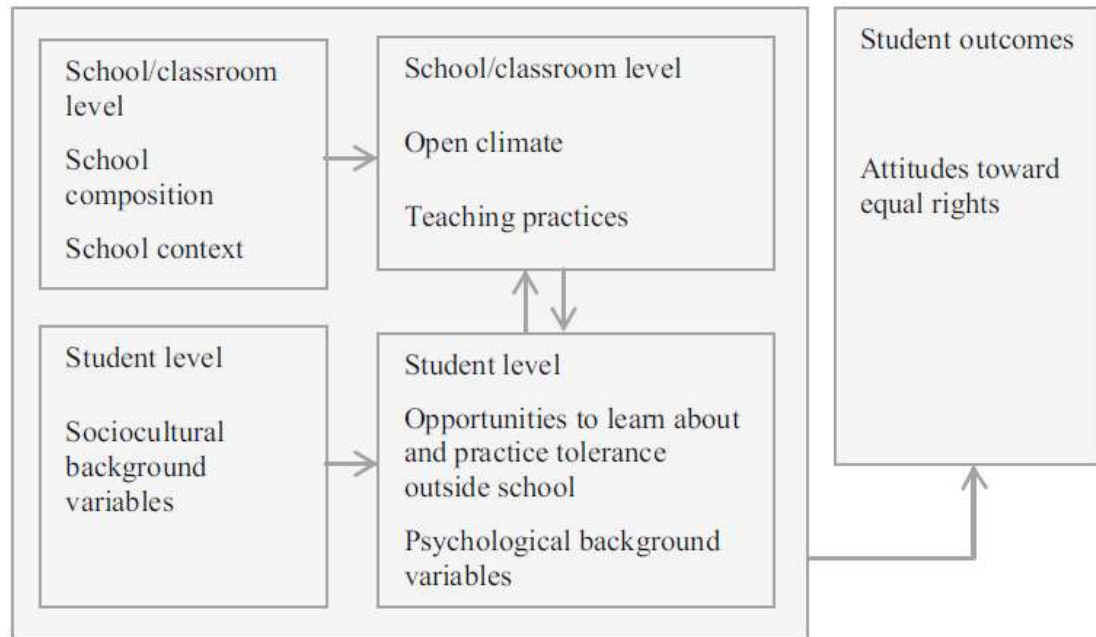 School/classroom
level
School
composition
School context
School/classroom level
Open climate
Teaching practices
Student level
Sociocultural
background
variables
Student level
Opportunities to learn about
and practice tolerance
outside school
Psychological background
variables
Student outcomes
Attitudes toward
equal rights